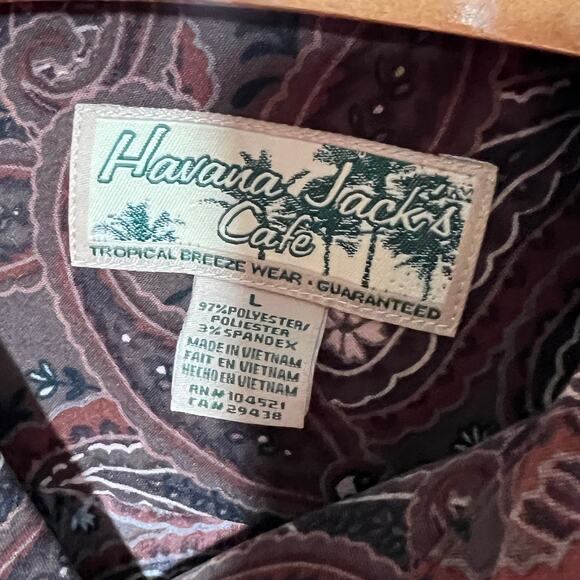 Havana Jack's
Cafe
TROPICAL BREEZE WEAR · GUARANTEED
L
97% POLYESTER/
POLIESTER
3% SPANDEX
MADE IN VIETNAM
FAIT EN VIETNAM
HECHO EN VIETNAM
RN# 104521
CA# 29438